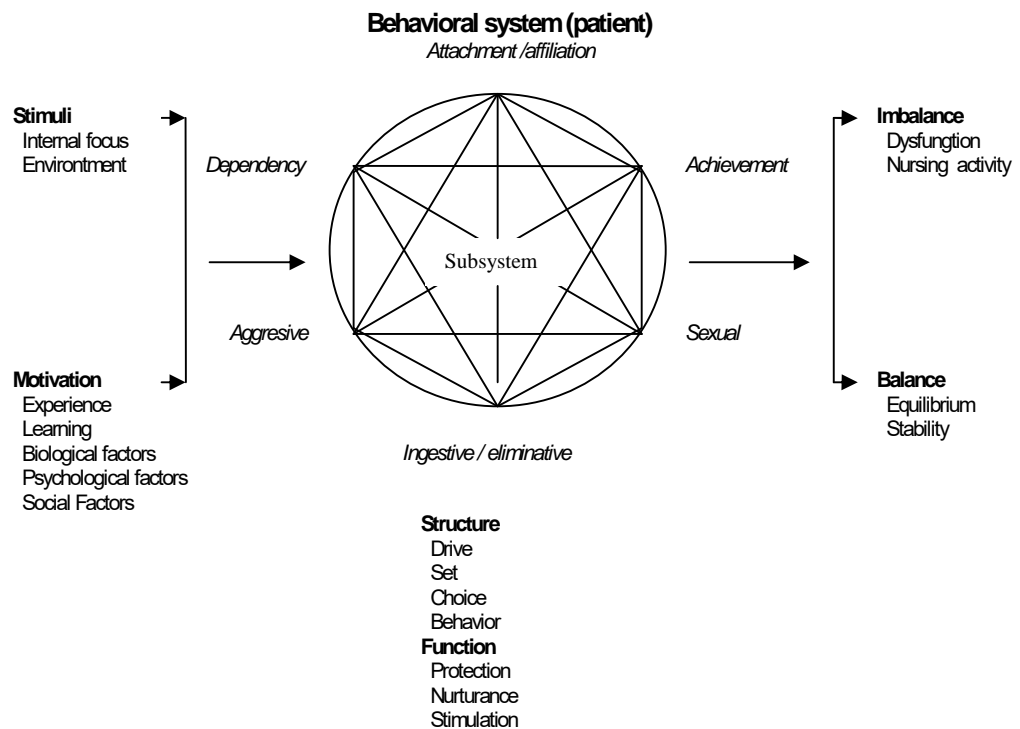 Behavioral system (patient)
Attachment /affiliation
Stimuli
Internal focus
Environtment
Dependency
Achievement
Imbalance
Dysfungtion
Nursing activity
Subsystem
Aggresive
Sexual
Motivation
Experience
Learning
Biological factors
Psychological factors
Social Factors
Balance
Equilibrium
Stability
Ingestive / eliminative
Structure
Drive
Set
Choice
Behavior
Function
Protection
Nurturance
Stimulation